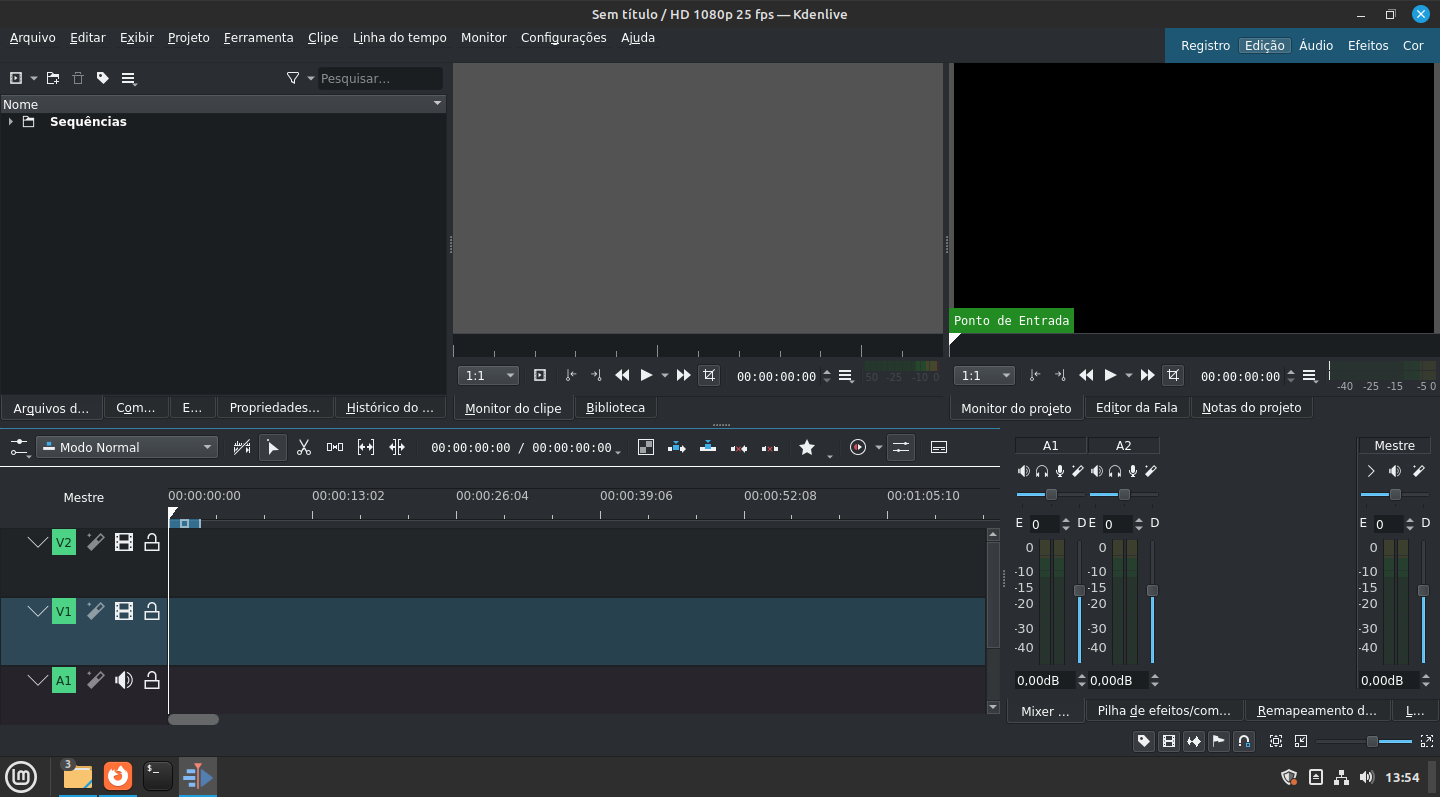 Sem título / HD 1080p 25 fps — Kdenlive
Arquivo Editar Exibir Projeto Ferramenta Clipe Linha do tempo Monitor Configurações Ajuda
Registro Edição Áudio Efeitos Cor
Pesquisar...
Nome
Sequências
Ponto de Entrada
1:1 00:00:00:00 50 -25 -10 0
1:1 00:00:00:00 -40 -25 -15 -5 0
Arquivos d... Com... E... Propriedades... Histórico do ...
Monitor do clipe Biblioteca
Monitor do projeto Editor da Fala Notas do projeto
Modo Normal 00:00:00:00 / 00:00:00:00
Mestre 00:00:00:00 00:00:13:02 00:00:26:04 00:00:39:06 00:00:52:08 00:01:05:10
V2
V1
A1
A1 A2 Mestre
E 0 D E 0 D E 0 D
0 0 0
-10 -10 -10
-15 -15 -15
-20 -20 -20
-30 -30 -30
-40 -40 -40
0,00dB 0,00dB 0,00dB
Mixer ... Pilha de efeitos/com... Remapeamento d... L...
lm 3 $_ 13:54